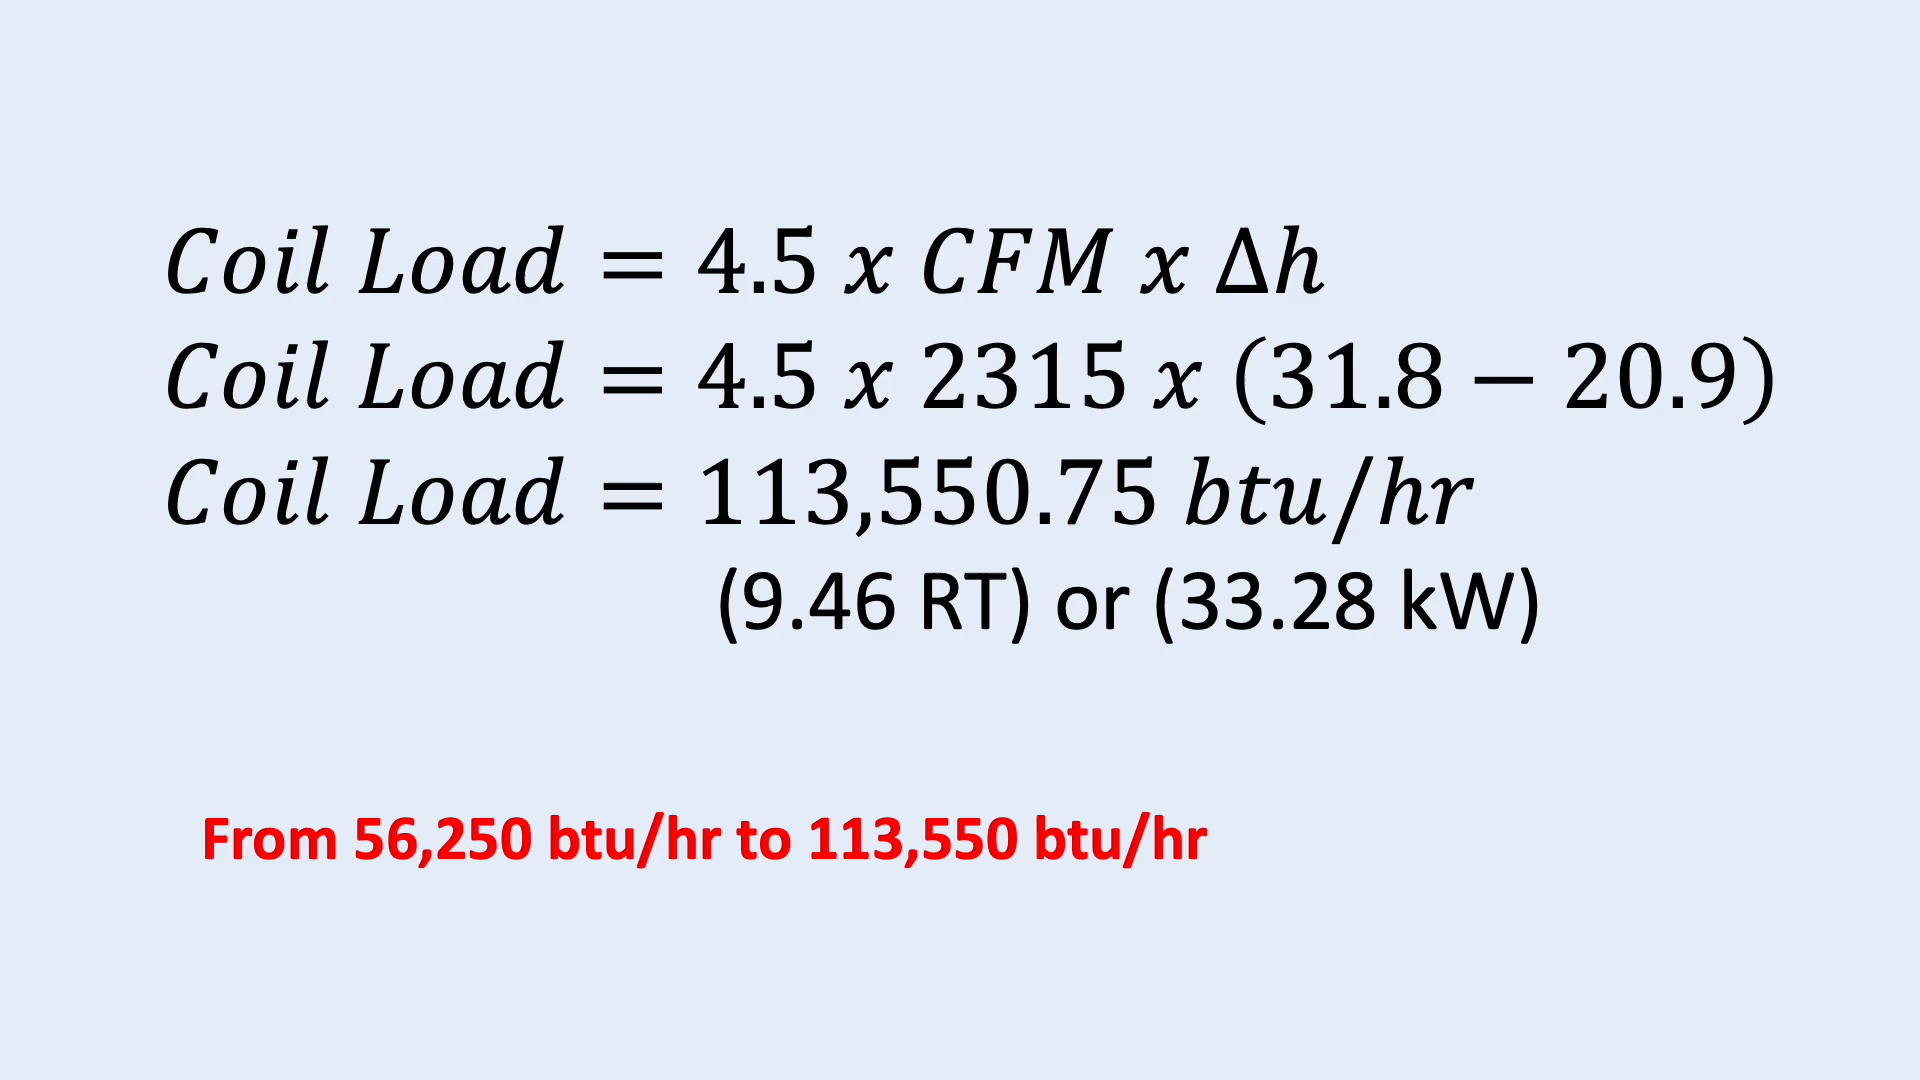 Coil Load = 4.5 x CFM x Δh
Coil Load = 4.5 x 2315 x (31.8 − 20.9)
Coil Load = 113,550.75 btu/hr
(9.46 RT) or (33.28 kW)
From 56,250 btu/hr to 113,550 btu/hr